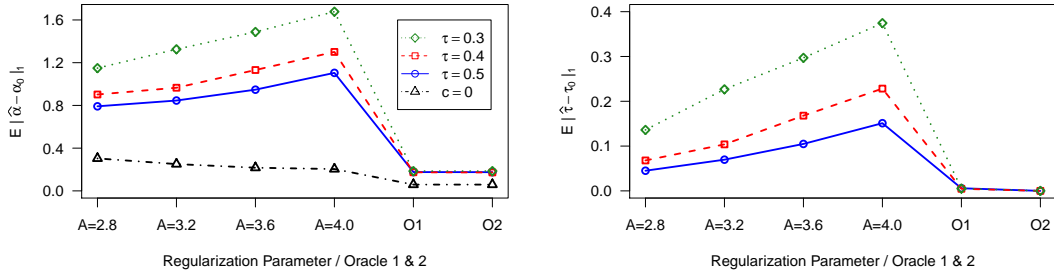 E | α̂ − α₀ |₁
1.6
1.2
0.8
0.4
0.0
τ = 0.3
τ = 0.4
τ = 0.5
c = 0
A=2.8 A=3.2 A=3.6 A=4.0 O1 O2
Regularization Parameter / Oracle 1 & 2
E | τ̂ − τ₀ |₁
0.4
0.3
0.2
0.1
0.0
A=2.8 A=3.2 A=3.6 A=4.0 O1 O2
Regularization Parameter / Oracle 1 & 2